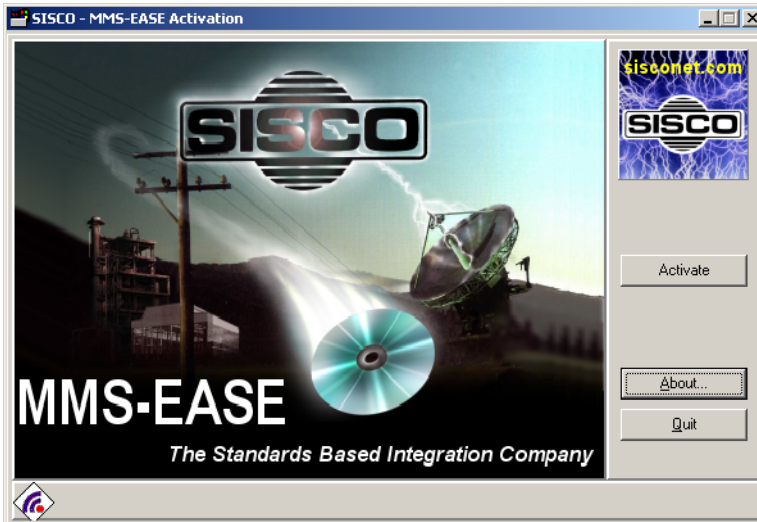 SISCO - MMS-EASE Activation
SISCO
sisconet.com
SISCO
Activate
MMS-EASE
The Standards Based Integration Company
About...
Quit